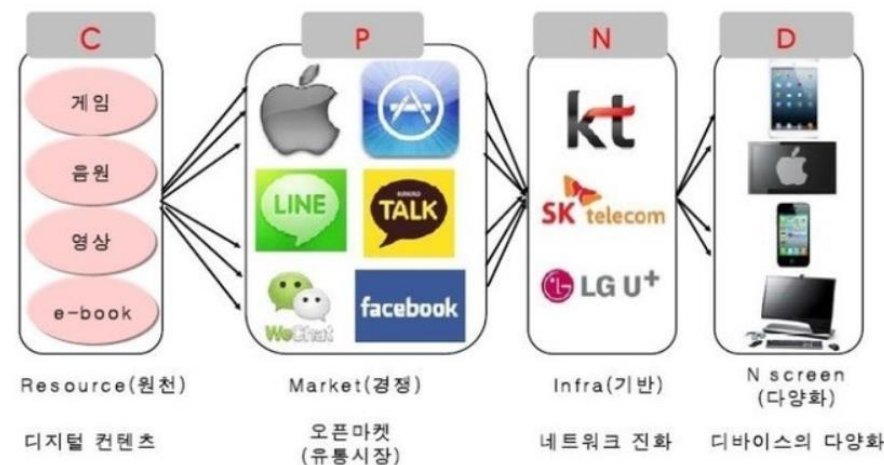 C
P
N
D
게임
음원
영상
e-book
LINE
TALK
WeChat
facebook
kt
SK telecom
LG U+
Resource(원천)
디지털 컨텐츠
Market(경쟁)
오픈마켓
(유통시장)
Infra(기반)
네트워크 진화
N screen
(다양화)
디바이스의 다양화